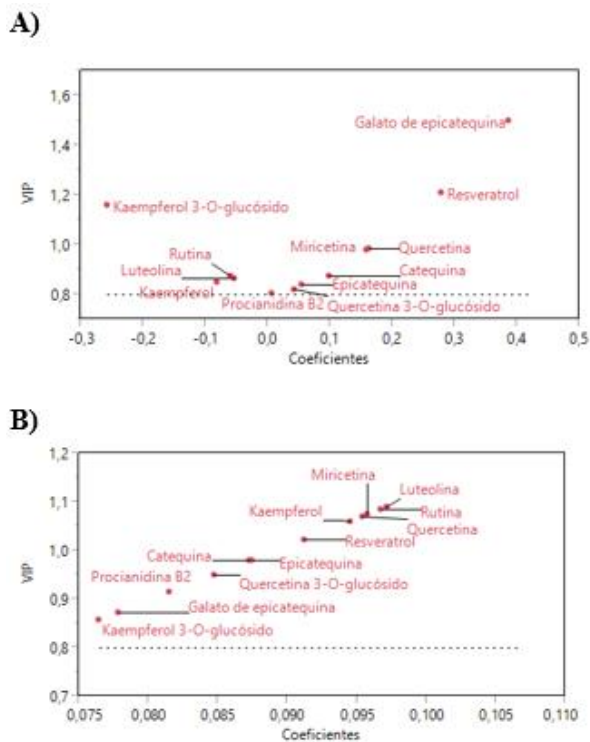 A)
1,6
1,4
1,2
1,0
0,8
VIP
Galato de epicatequina
Resveratrol
Kaempferol 3-O-glucósido
Miricetina
Quercetina
Rutina
Luteolina
Catequina
Kaempferol
Epicatequina
Procianidina B2
Quercetina 3-O-glucósido
-0,3 -0,2 -0,1 0,0 0,1 0,2 0,3 0,4 0,5
Coeficientes
B)
1,2
1,1
1,0
0,9
0,8
0,7
VIP
Miricetina
Luteolina
Kaempferol
Rutina
Quercetina
Resveratrol
Catequina
Epicatequina
Procianidina B2
Quercetina 3-O-glucósido
Galato de epicatequina
Kaempferol 3-O-glucósido
0,075 0,080 0,085 0,090 0,095 0,100 0,105 0,110
Coeficientes